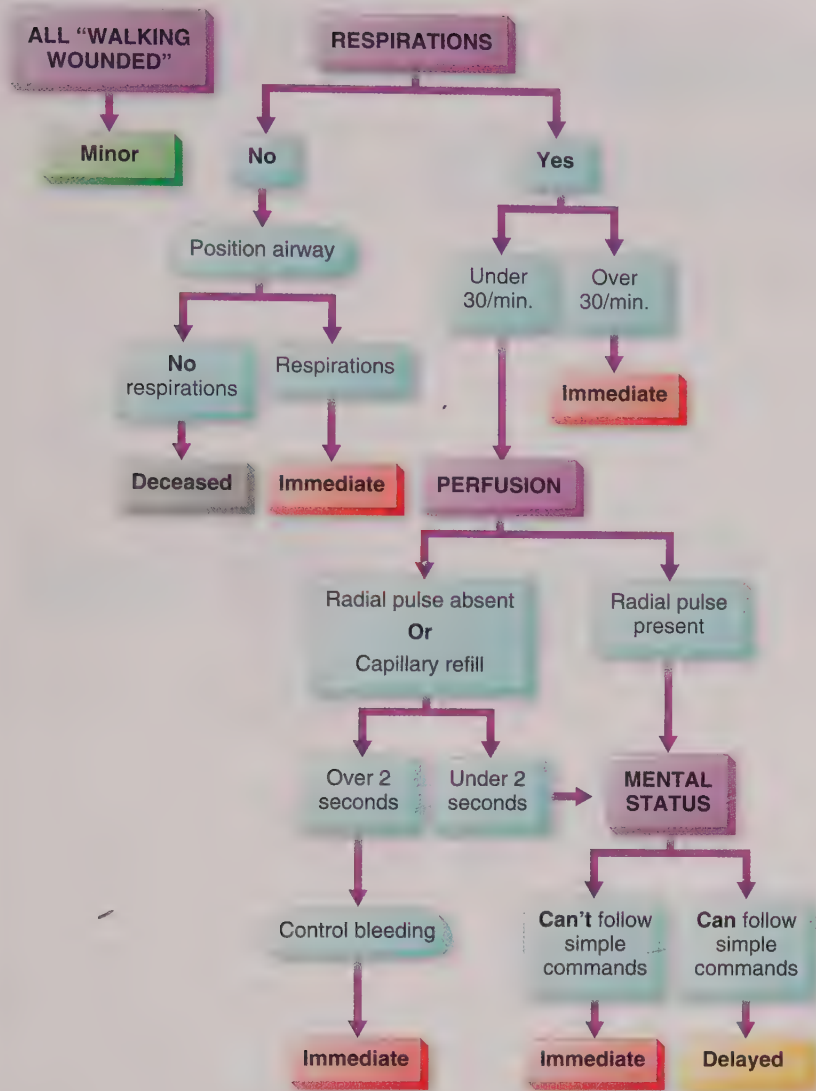 ALL “WALKING
WOUNDED”
Minor
RESPIRATIONS
No
Yes
Position airway
Under
30/min.
Over
30/min.
No
respirations
Respirations
Immediate
Deceased
Immediate
PERFUSION
Radial pulse absent
Or
Capillary refill
Radial pulse
present
Over 2
seconds
Under 2
seconds
MENTAL
STATUS
Control bleeding
Can't follow
simple
commands
Can follow
simple
commands
Immediate
Immediate
Delayed